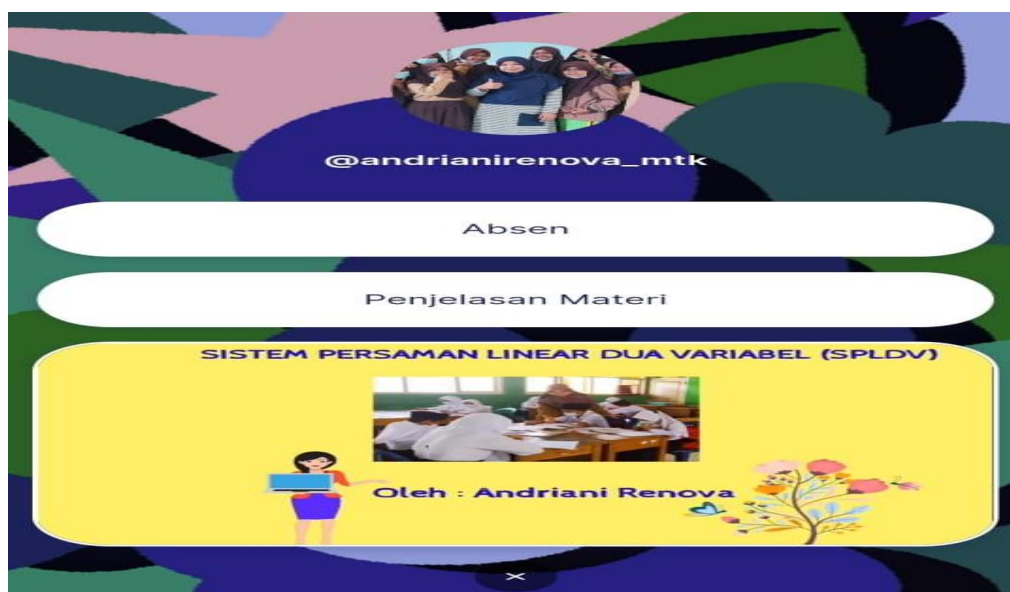 @andrianirenova_mtk
Absen
Penjelasan Materi
SISTEM PERSAMAN LINEAR DUA VARIABEL (SPLDV)
Oleh : Andriani Renova